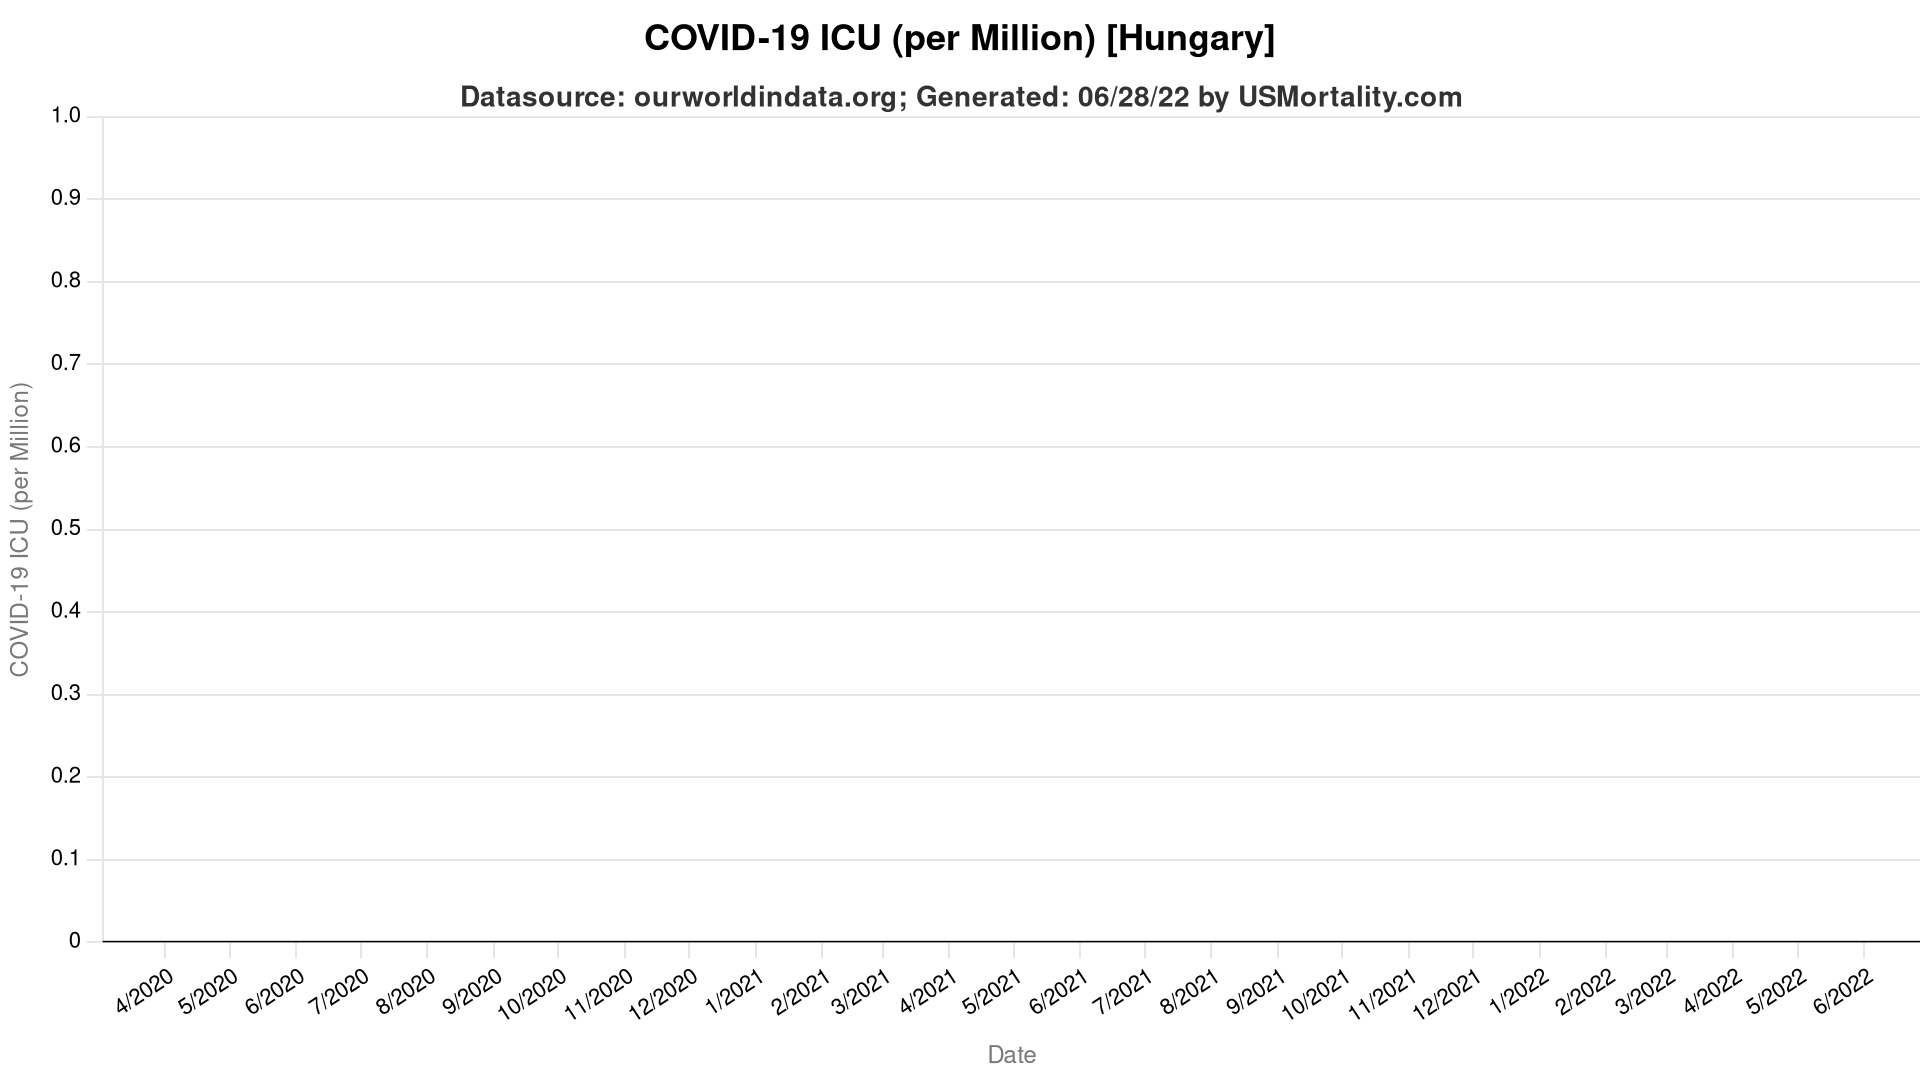 COVID-19 ICU (per Million) [Hungary]
Datasource: ourworldindata.org; Generated: 06/28/22 by USMortality.com
1.0
0.9
0.8
0.7
0.6
0.5
0.4
0.3
0.2
0.1
0
COVID-19 ICU (per Million)
4/2020 5/2020 6/2020 7/2020 8/2020 9/2020 10/2020 11/2020 12/2020 1/2021 2/2021 3/2021 4/2021 5/2021 6/2021 7/2021 8/2021 9/2021 10/2021 11/2021 12/2021 1/2022 2/2022 3/2022 4/2022 5/2022 6/2022
Date